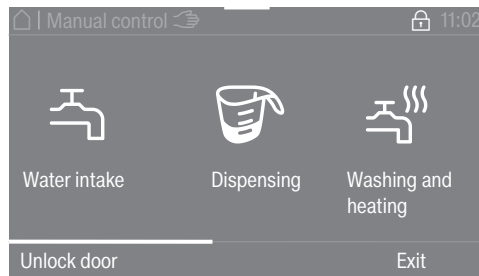 | Manual control 11:02
Water intake Dispensing Washing and
heating
Unlock door Exit